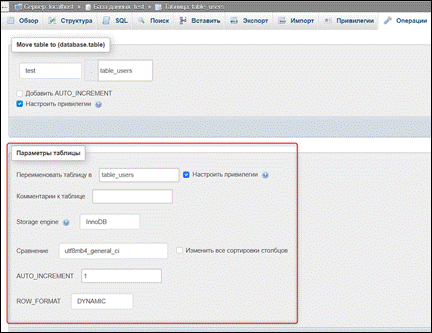 Сервер: localhost » База данных: test » Таблица: table_users
Обзор Структура SQL Поиск Вставить Экспорт Импорт Привилегии Операции
Move table to (database.table)
test . table_users
Добавить AUTO_INCREMENT
Настроить привилегии
Параметры таблицы
Переименовать таблицу в table_users Настроить привилегии
Комментарии к таблице
Storage engine InnoDB
Сравнение utf8mb4_general_ci Изменить все сортировки столбцов
AUTO_INCREMENT 1
ROW_FORMAT DYNAMIC